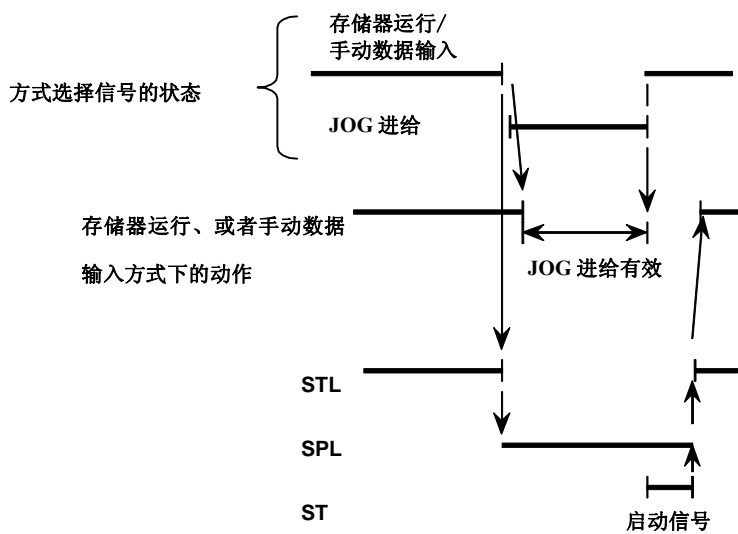 存储器运行/
手动数据输入
方式选择信号的状态
JOG 进给
存储器运行、或者手动数据
输入方式下的动作
JOG 进给有效
STL
SPL
ST
启动信号